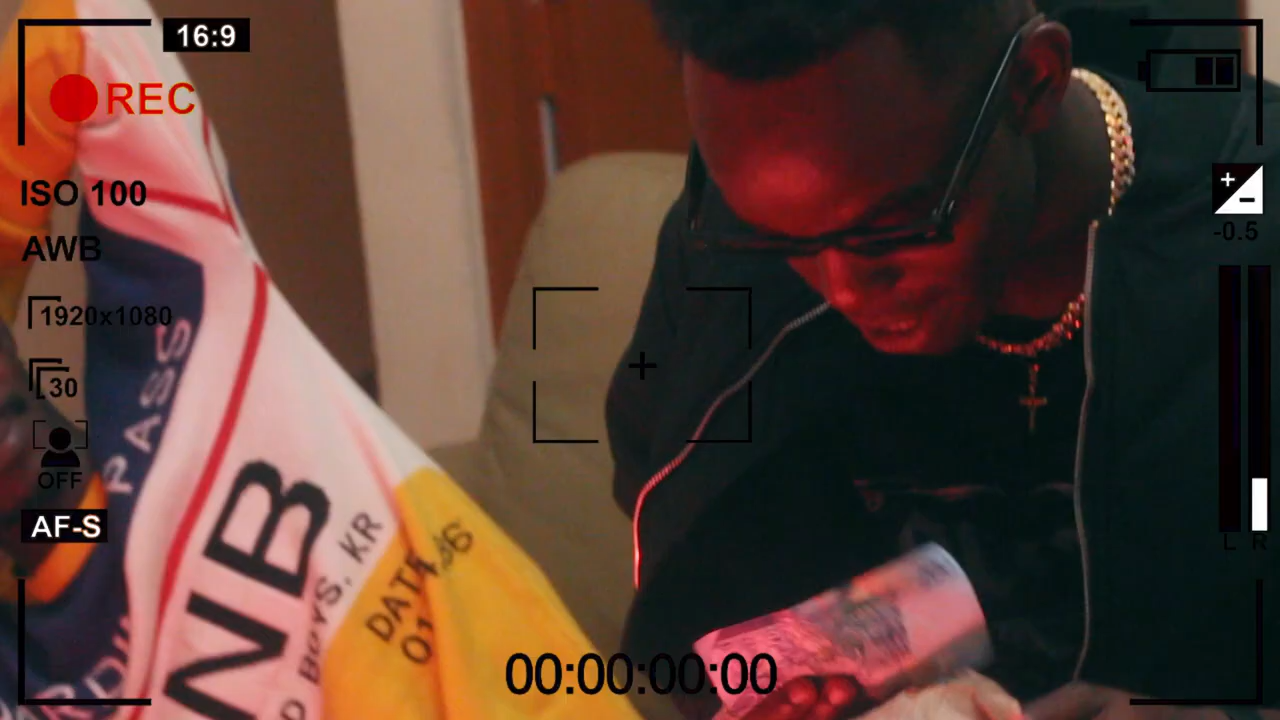 16:9
REC
ISO 100
AWB
1920x1080
30
OFF
AF-S
-0.5
L R
PASS
NB
BOYS. KR
DATE
00:00:00:00